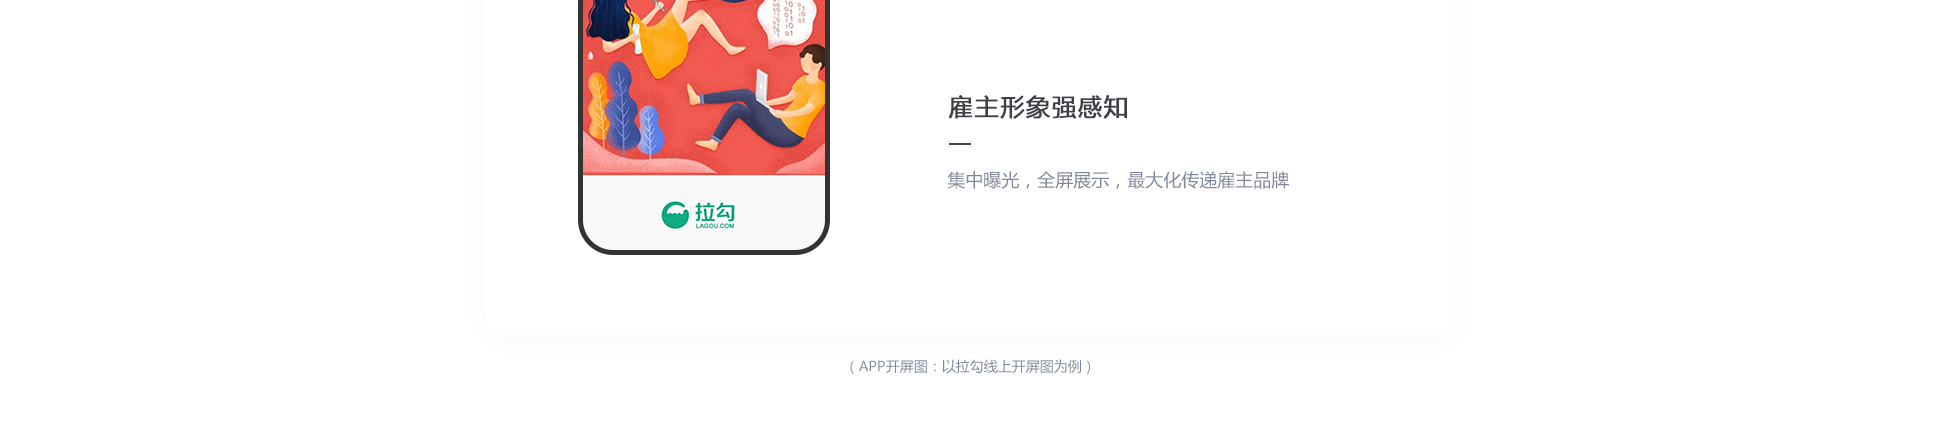 雇主形象强感知
集中曝光，全屏展示，最大化传递雇主品牌
拉勾
LAGOU.COM
（ APP开屏图：以拉勾线上开屏图为例 ）